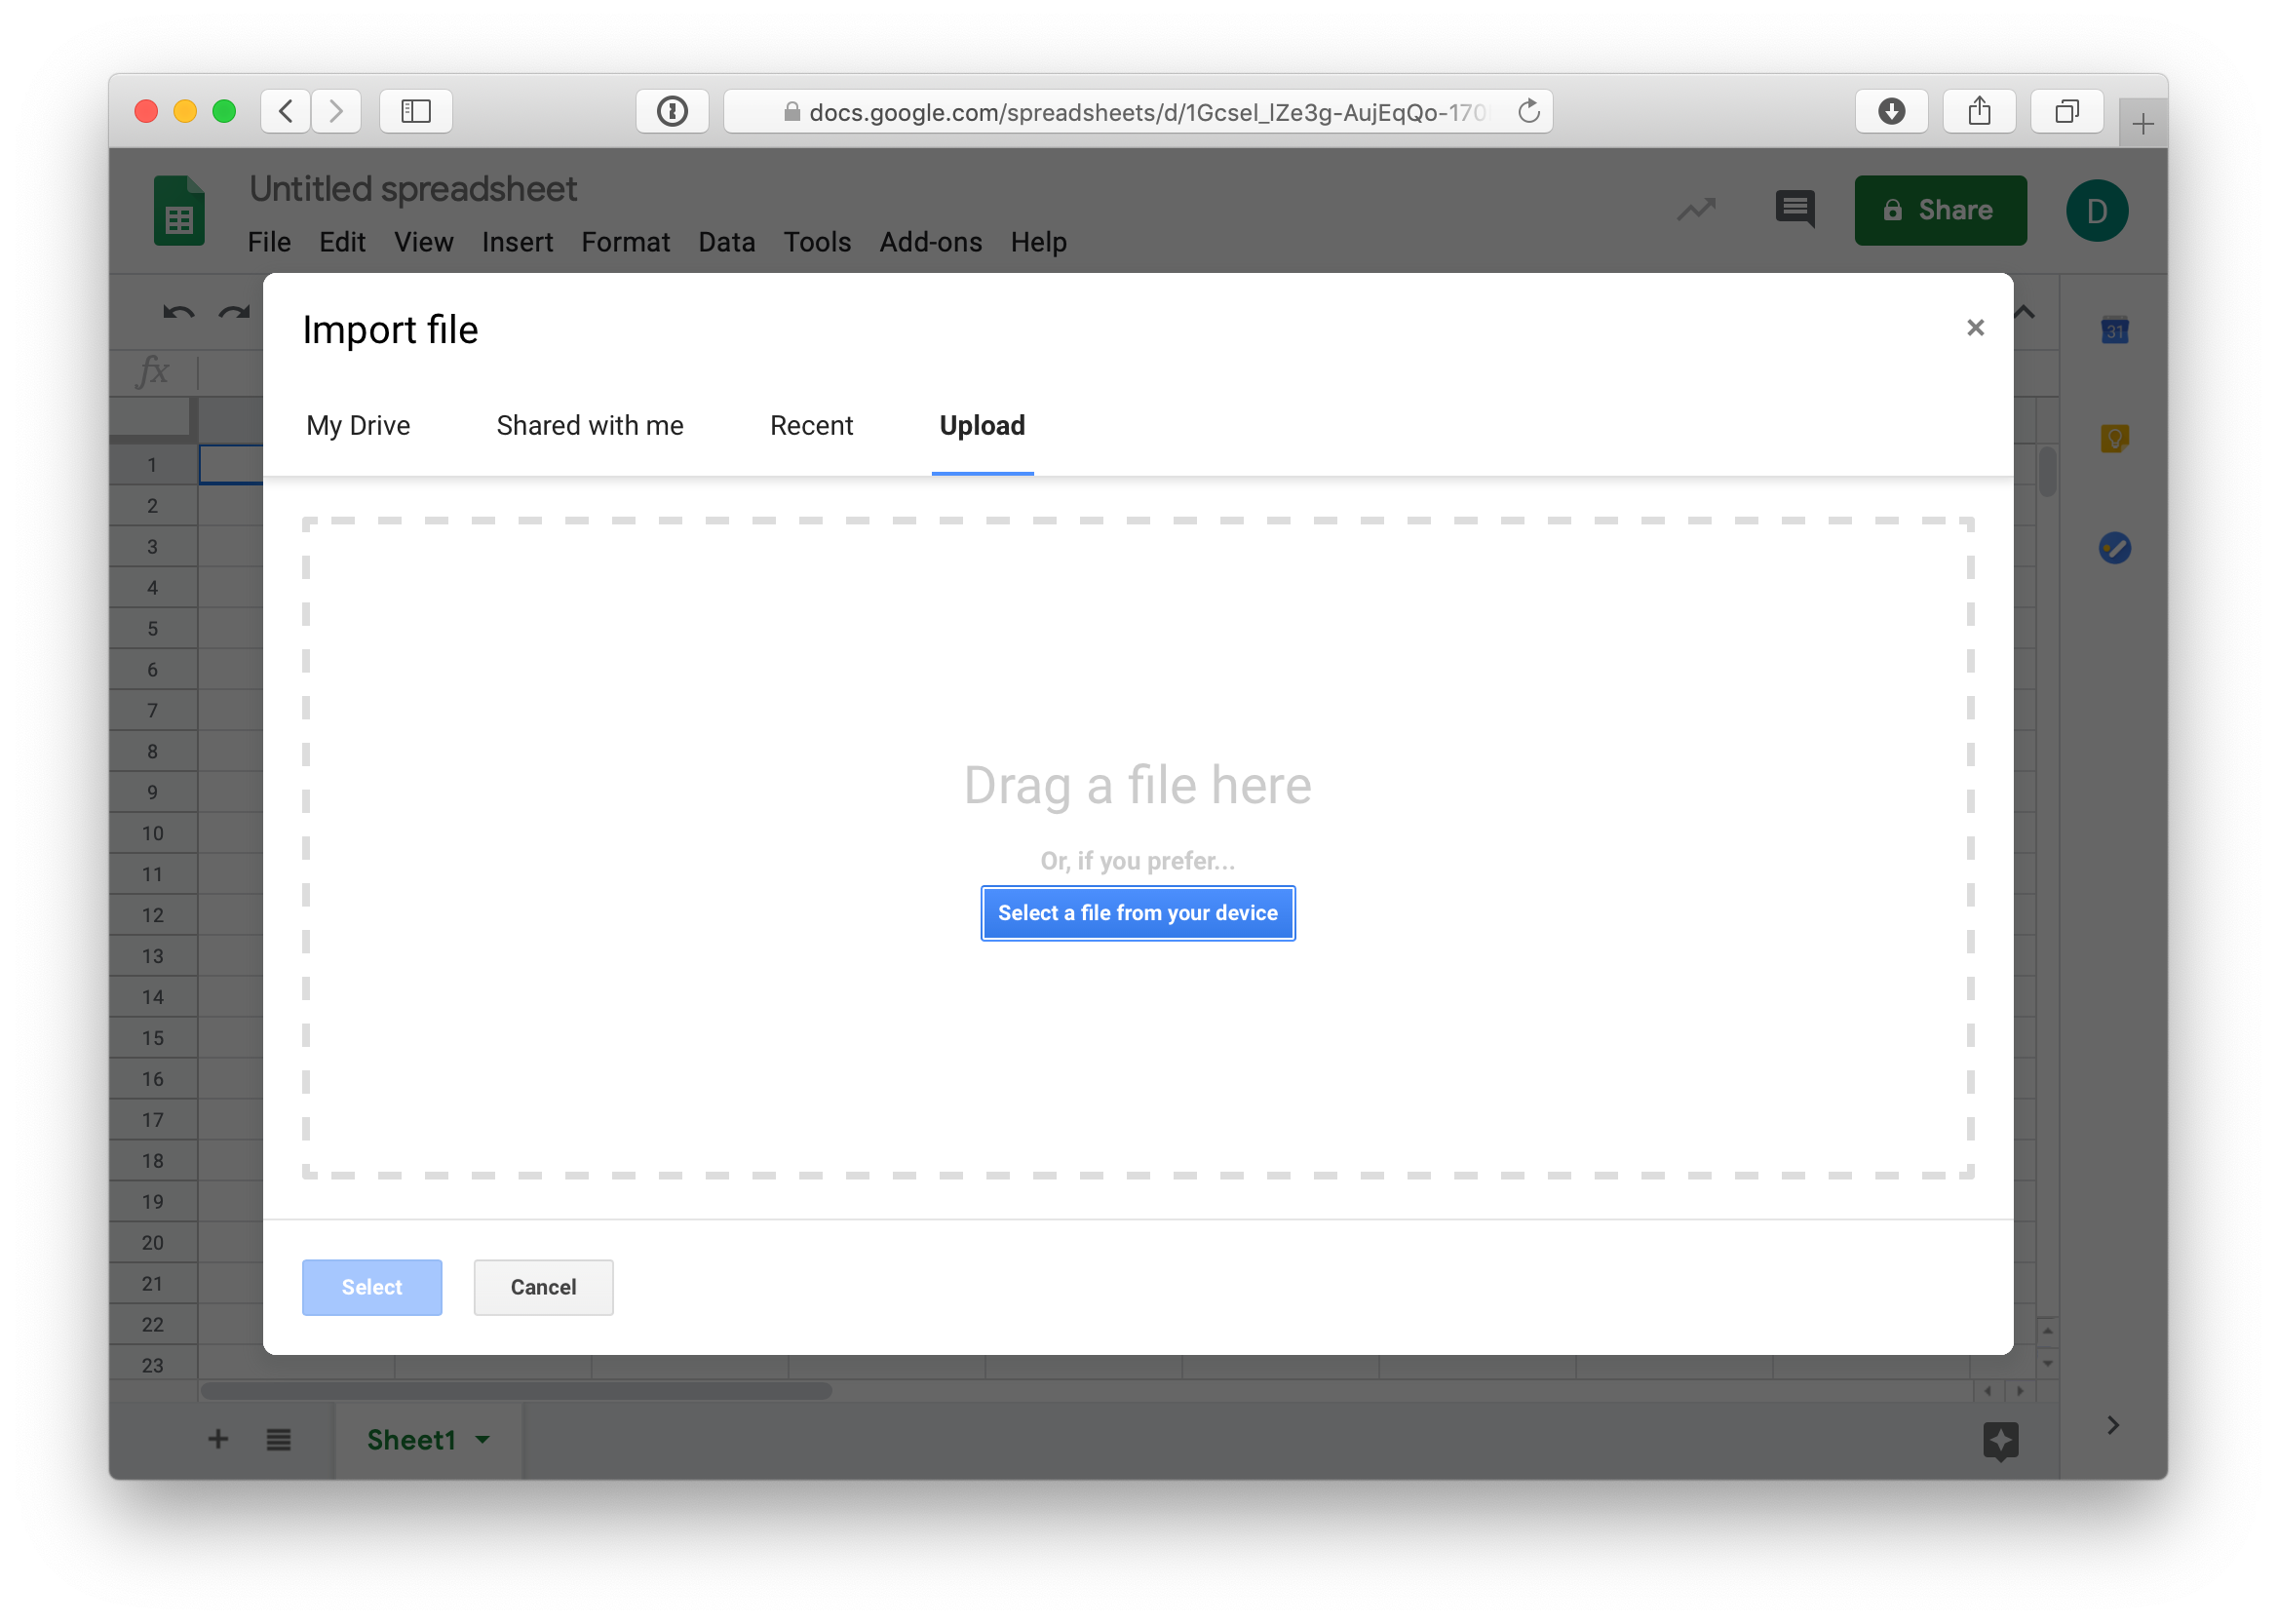 docs.google.com/spreadsheets/d/1Gcsel_lZe3g-AujEqQo-170
Untitled spreadsheet
File Edit View Insert Format Data Tools Add-ons Help
Share
D
Import file
×
31
fx
My Drive Shared with me Recent Upload
1
2
3
4
5
6
7
8
9
10
11
12
13
14
15
16
17
18
19
20
21
22
23
Drag a file here
Or, if you prefer...
Select a file from your device
Select Cancel
Sheet1